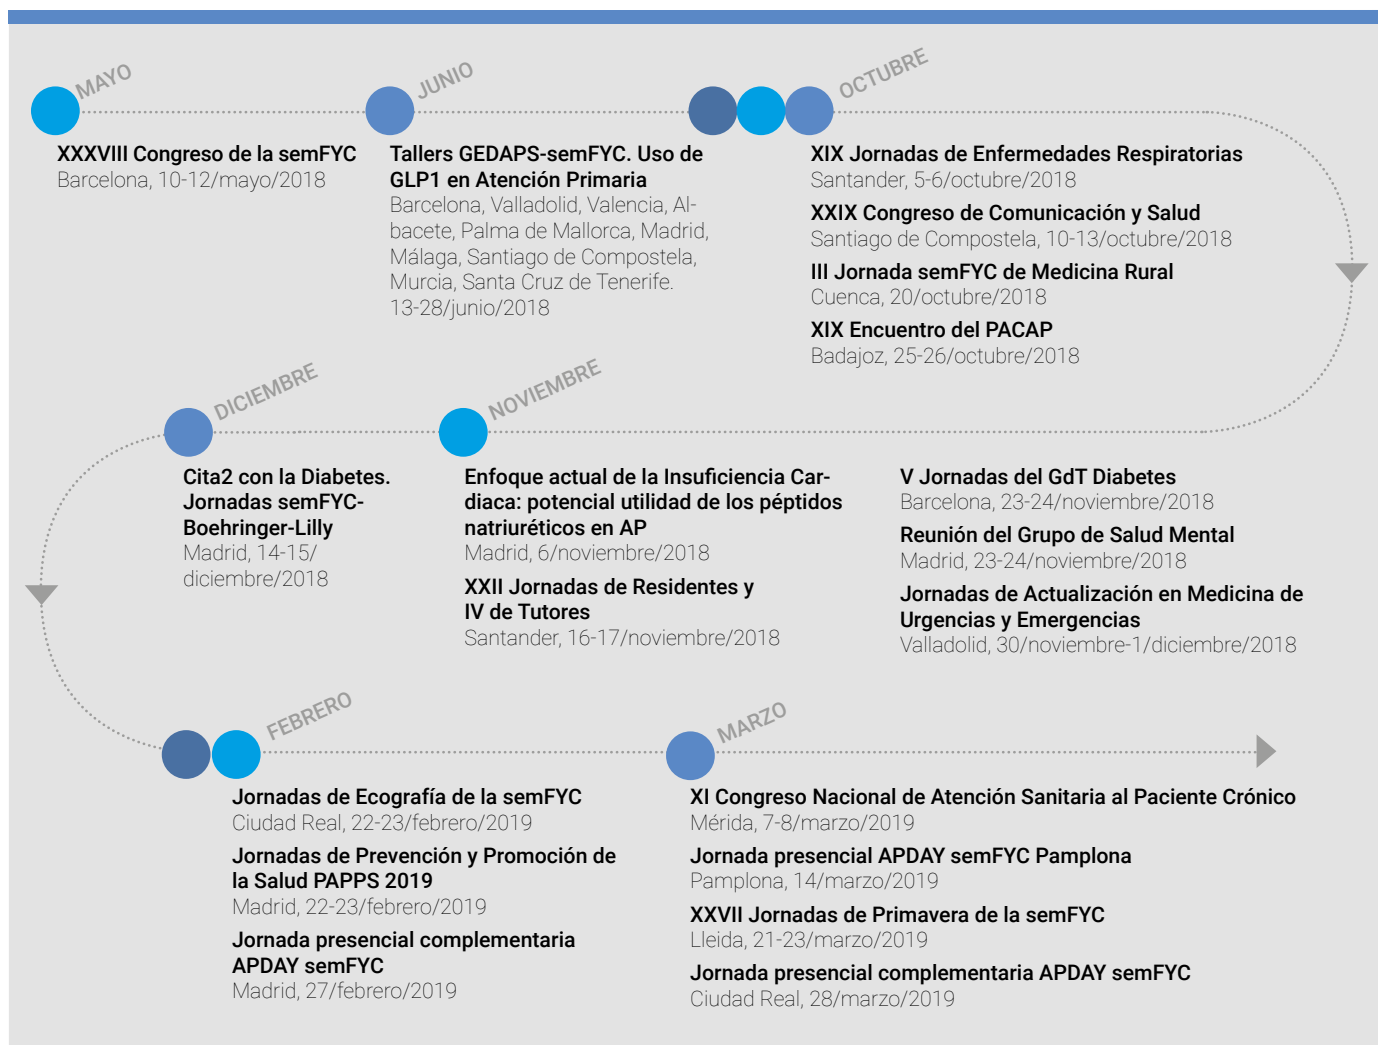 MAYO
XXXVIII Congreso de la semFYC
Barcelona, 10-12/mayo/2018
JUNIO
Tallers GEDAPS-semFYC. Uso de
GLP1 en Atención Primaria
Barcelona, Valladolid, Valencia, Al-
bacete, Palma de Mallorca, Madrid,
Málaga, Santiago de Compostela,
Murcia, Santa Cruz de Tenerife.
13-28/junio/2018
OCTUBRE
XIX Jornadas de Enfermedades Respiratorias
Santander, 5-6/octubre/2018
XXIX Congreso de Comunicación y Salud
Santiago de Compostela, 10-13/octubre/2018
III Jornada semFYC de Medicina Rural
Cuenca, 20/octubre/2018
XIX Encuentro del PACAP
Badajoz, 25-26/octubre/2018
DICIEMBRE
Cita2 con la Diabetes.
Jornadas semFYC-
Boehringer-Lilly
Madrid, 14-15/
diciembre/2018
NOVIEMBRE
Enfoque actual de la Insuficiencia Car-
diaca: potencial utilidad de los péptidos
natriuréticos en AP
Madrid, 6/noviembre/2018
XXII Jornadas de Residentes y
IV de Tutores
Santander, 16-17/noviembre/2018
V Jornadas del GdT Diabetes
Barcelona, 23-24/noviembre/2018
Reunión del Grupo de Salud Mental
Madrid, 23-24/noviembre/2018
Jornadas de Actualización en Medicina de
Urgencias y Emergencias
Valladolid, 30/noviembre-1/diciembre/2018
FEBRERO
Jornadas de Ecografía de la semFYC
Ciudad Real, 22-23/febrero/2019
Jornadas de Prevención y Promoción de
la Salud PAPPS 2019
Madrid, 22-23/febrero/2019
Jornada presencial complementaria
APDAY semFYC
Madrid, 27/febrero/2019
MARZO
XI Congreso Nacional de Atención Sanitaria al Paciente Crónico
Mérida, 7-8/marzo/2019
Jornada presencial APDAY semFYC Pamplona
Pamplona, 14/marzo/2019
XXVII Jornadas de Primavera de la semFYC
Lleida, 21-23/marzo/2019
Jornada presencial complementaria APDAY semFYC
Ciudad Real, 28/marzo/2019